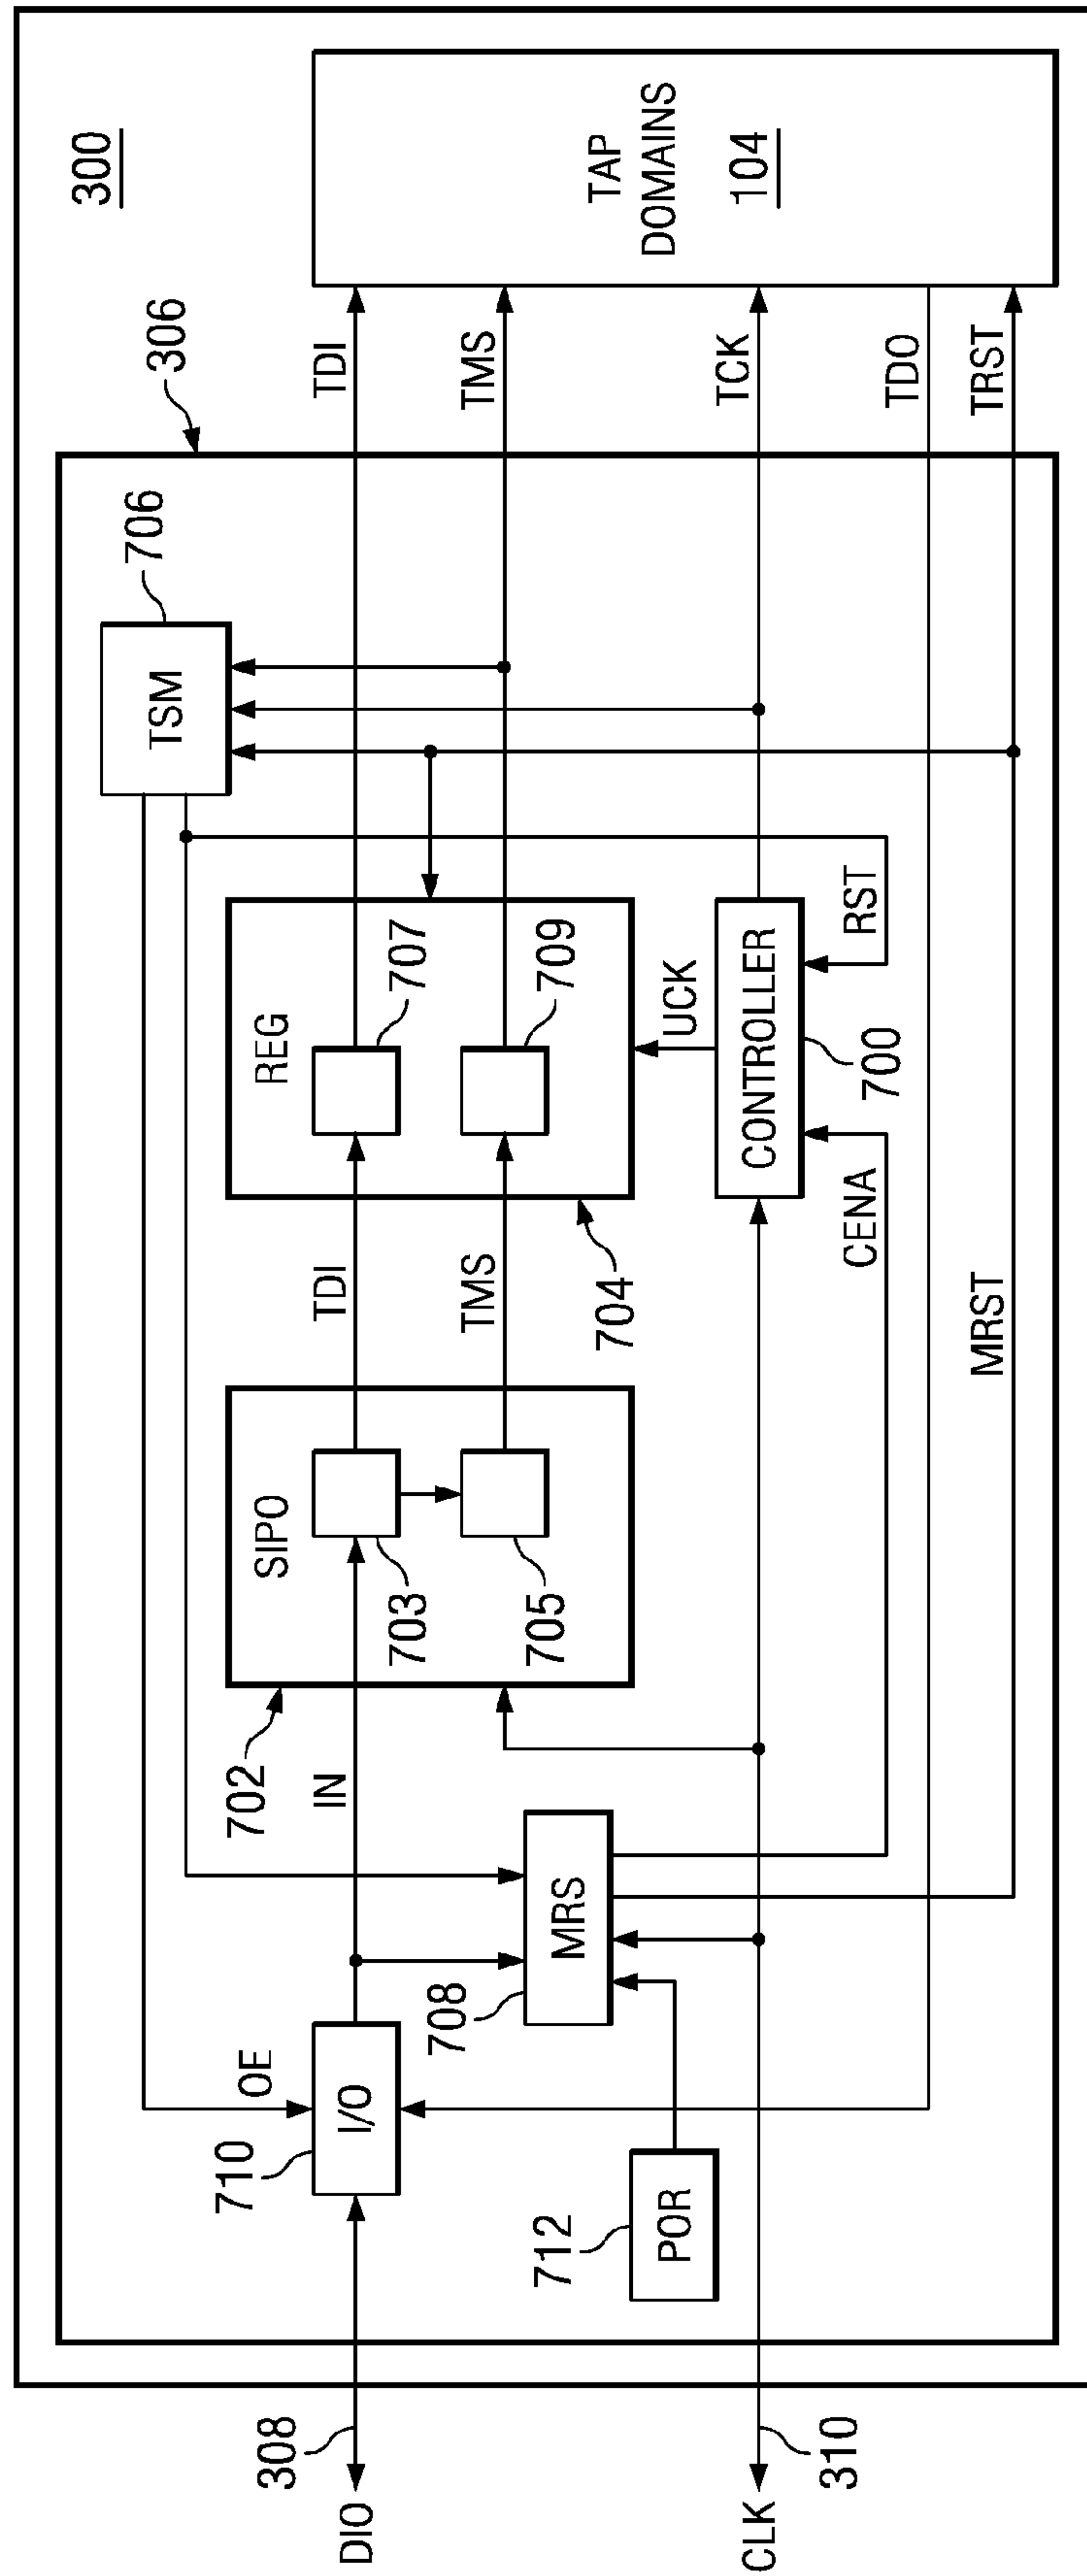 300
306
TAP
DOMAINS
104
706
TSM
TDI
TMS
TCK
TDO
TRST
REG
707
709
704
UCK
CONTROLLER
700
RST
CENA
MRST
TDI
TMS
SIPO
703
705
702
IN
MRS
708
OE
I/O
710
POR
712
308
DIO
310
CLK